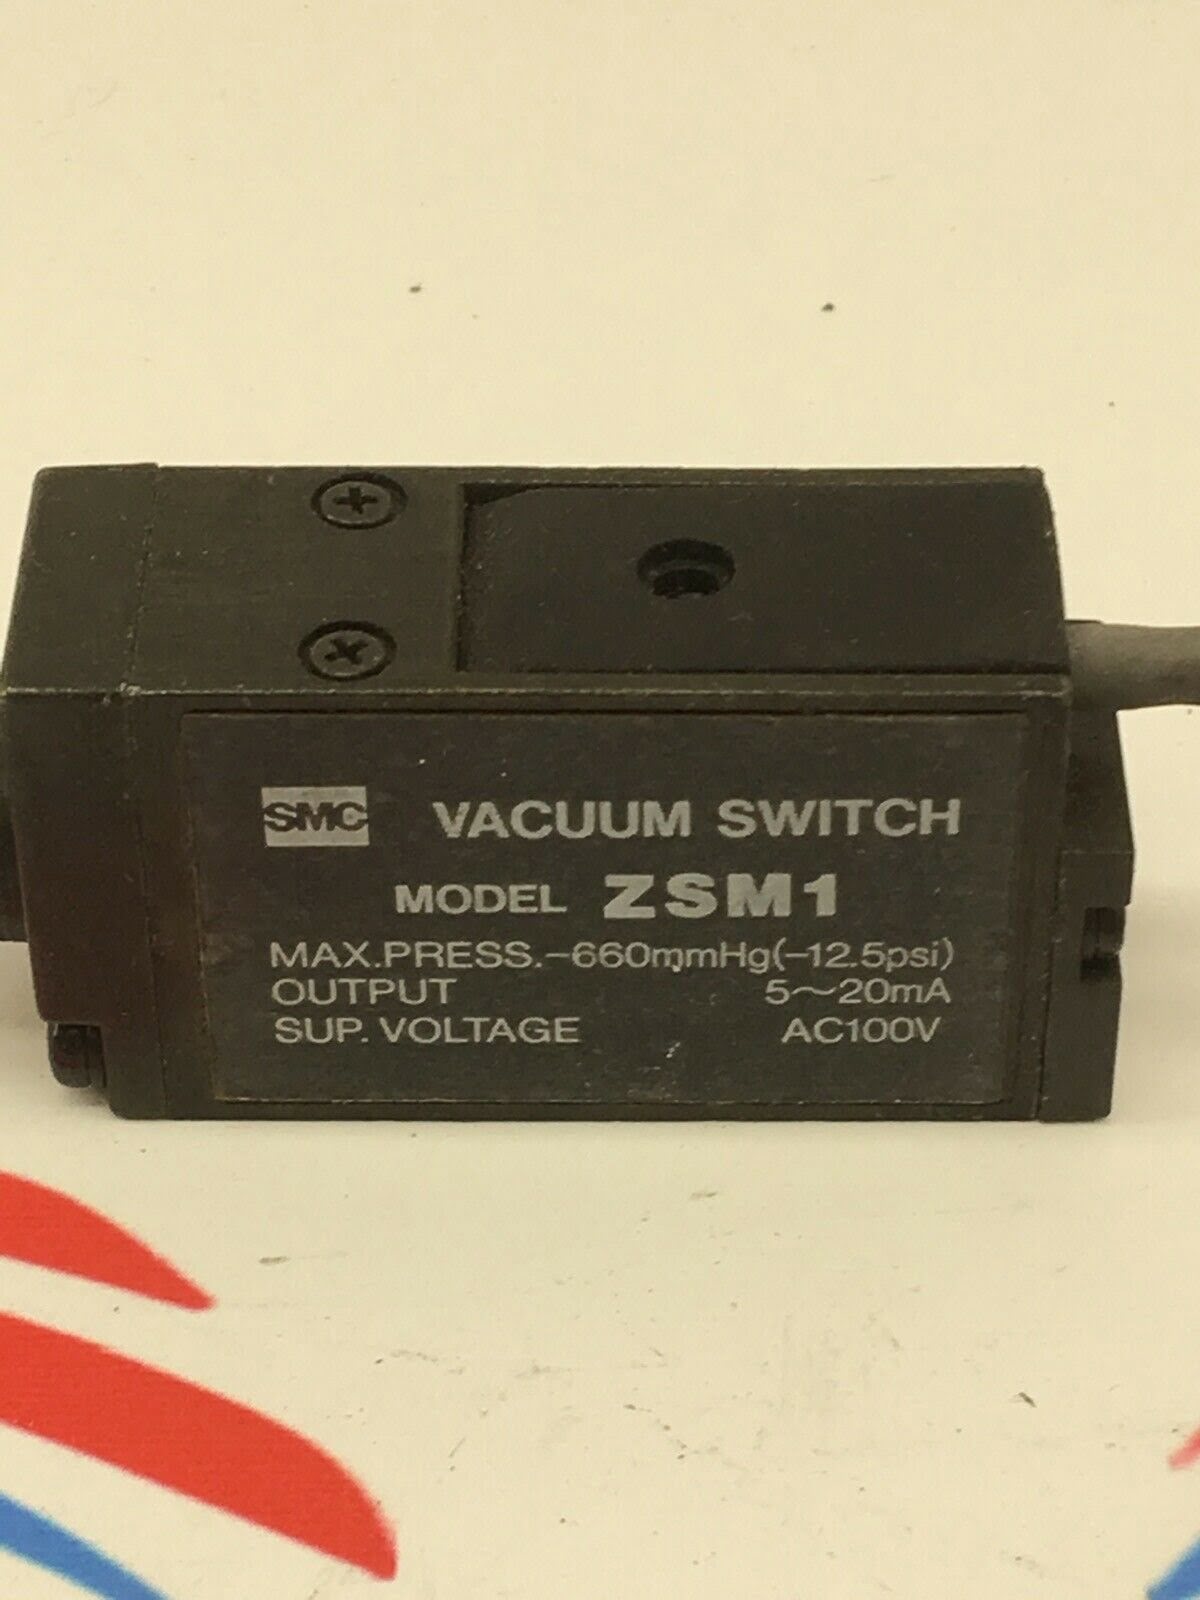 SMC VACUUM SWITCH
MODEL ZSM1
MAX.PRESS.-660mmHg(-12.5psi)
OUTPUT 5~20mA
SUP. VOLTAGE AC100V